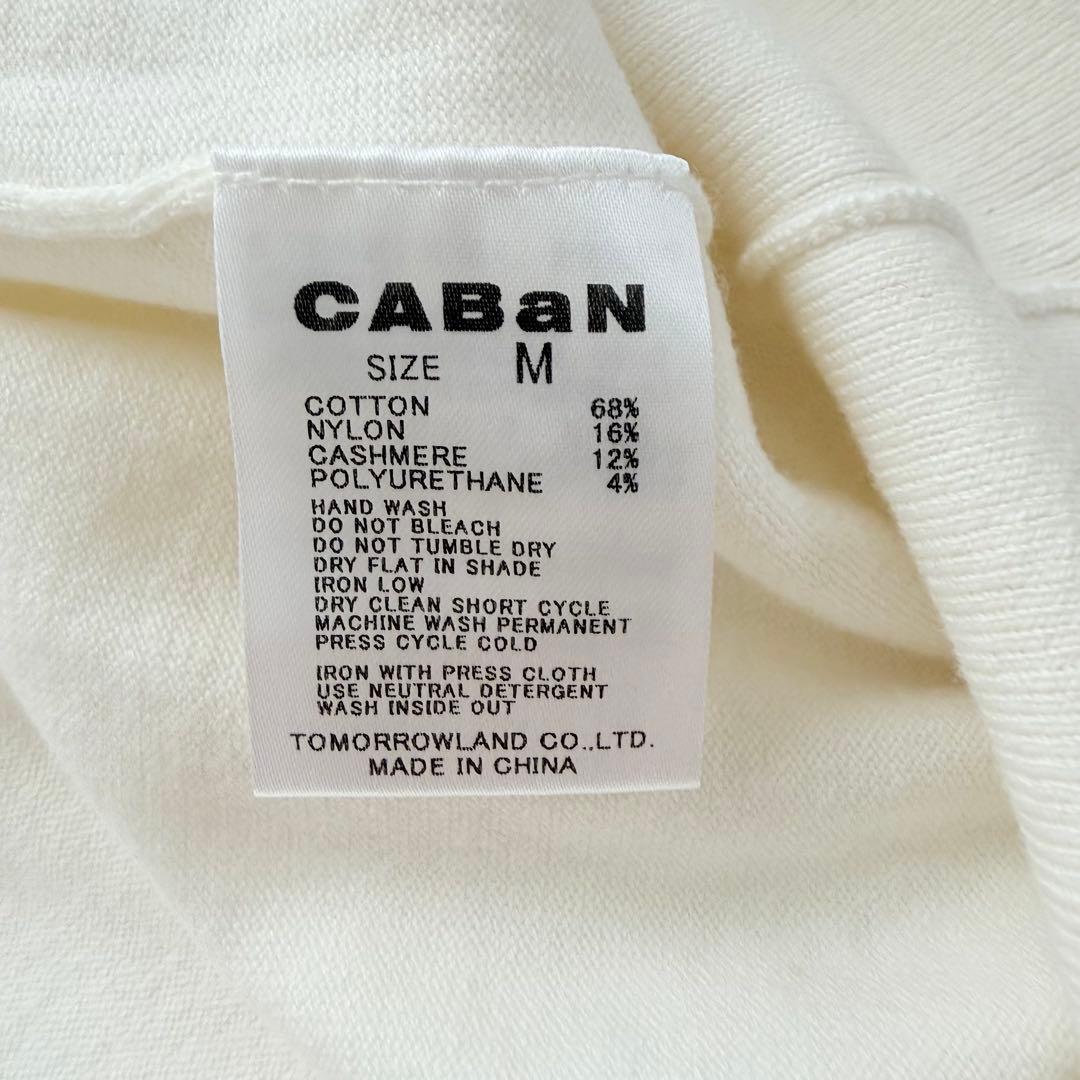 CABaN
SIZE M
COTTON 68%
NYLON 16%
CASHMERE 12%
POLYURETHANE 4%
HAND WASH
DO NOT BLEACH
DO NOT TUMBLE DRY
DRY FLAT IN SHADE
IRON LOW
DRY CLEAN SHORT CYCLE
MACHINE WASH PERMANENT
PRESS CYCLE COLD
IRON WITH PRESS CLOTH
USE NEUTRAL DETERGENT
WASH INSIDE OUT
TOMORROWLAND CO.,LTD.
MADE IN CHINA